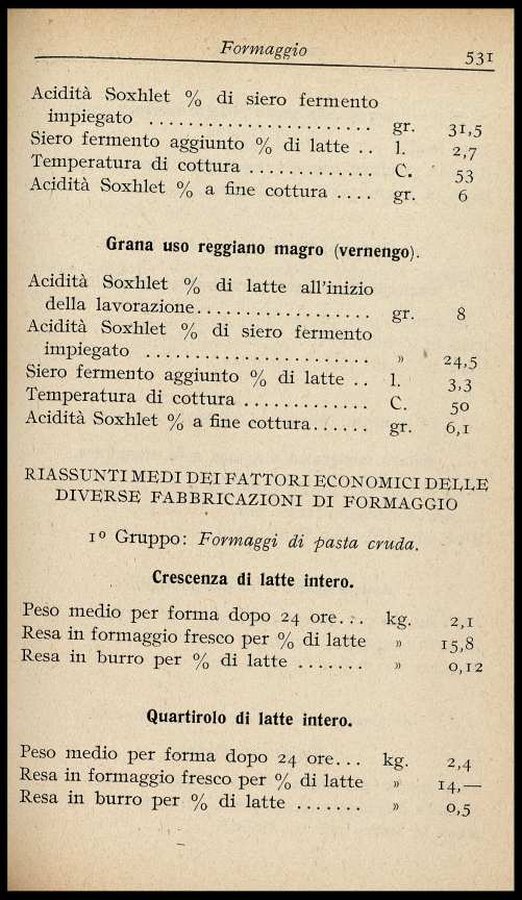 Formaggio 531
Acidità Soxhlet % di siero fermento
impiegato ....................... gr. 31,5
Siero fermento aggiunto % di latte .. l. 2,7
Temperatura di cottura ............. C. 53
Acidità Soxhlet % a fine cottura .... gr. 6
Grana uso reggiano magro (vernengo).
Acidità Soxhlet % di latte all'inizio
della lavorazione.................. gr. 8
Acidità Soxhlet % di siero fermento
impiegato ....................... » 24,5
Siero fermento aggiunto % di latte .. l. 3,3
Temperatura di cottura ............. C. 50
Acidità Soxhlet % a fine cottura...... gr. 6,1
RIASSUNTI MEDI DEI FATTORI ECONOMICI DELLE
DIVERSE FABBRICAZIONI DI FORMAGGIO
1° Gruppo: Formaggi di pasta cruda.
Crescenza di latte intero.
Peso medio per forma dopo 24 ore... kg. 2,1
Resa in formaggio fresco per % di latte » 15,8
Resa in burro per % di latte ....... » 0,12
Quartirolo di latte intero.
Peso medio per forma dopo 24 ore... kg. 2,4
Resa in formaggio fresco per % di latte » 14,—
Resa in burro per % di latte ....... » 0,5